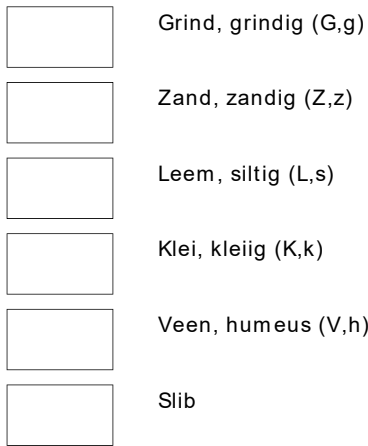 Grind, grindig (G,g)
Zand, zandig (Z,z)
Leem, siltig (L,s)
Klei, kleiig (K,k)
Veen, humeus (V,h)
Slib